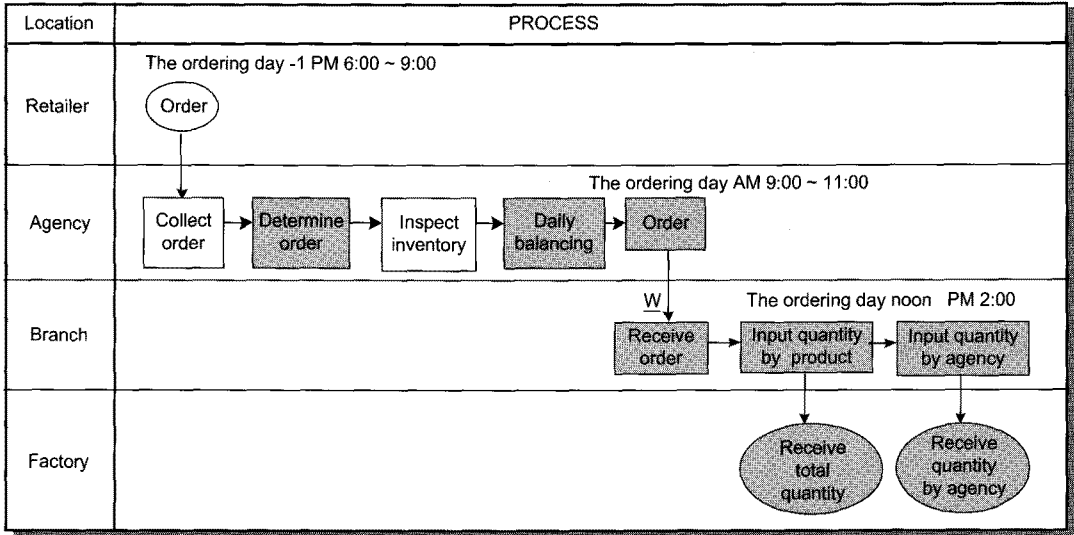 Location
PROCESS
The ordering day -1 PM 6:00 ~ 9:00
Retailer
Order
The ordering day AM 9:00 ~ 11:00
Agency
Collect
order
Determine
order
Inspect
inventory
Daily
balancing
Order
W
The ordering day noon PM 2:00
Branch
Receive
order
Input quantity
by product
Input quantity
by agency
Factory
Receive
total
quantity
Receive
quantity
by agency